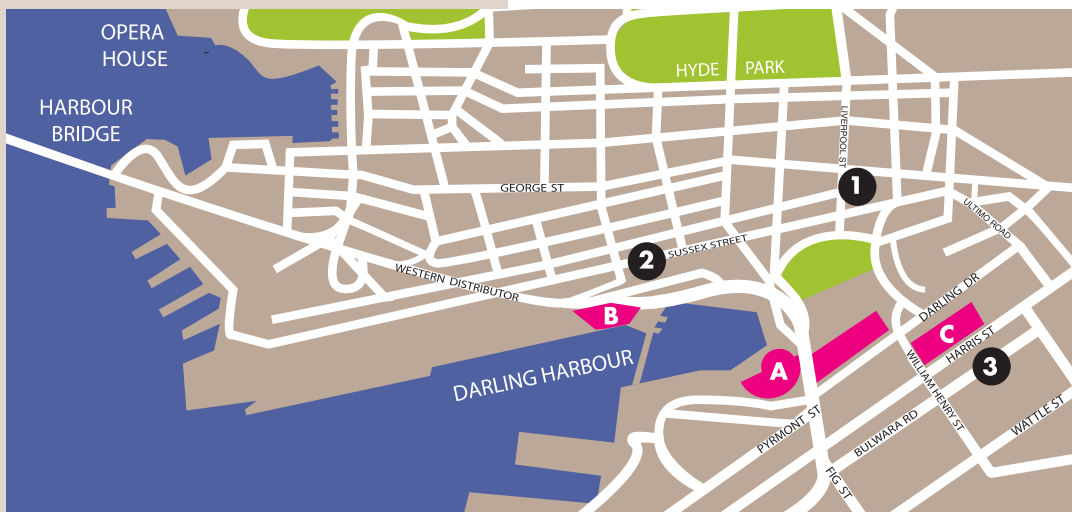 OPERA
HOUSE
HARBOUR
BRIDGE
HYDE PARK
LIVERPOOL ST
GEORGE ST
1
ULTIMO ROAD
2
SUSSEX STREET
WESTERN DISTRIBUTOR
B
DARLING DR
C
HARRIS ST
DARLING HARBOUR
A
3
WILLIAM HENRY ST
PYRMONT ST
BULWARA RD
WATTLE ST
FIG ST